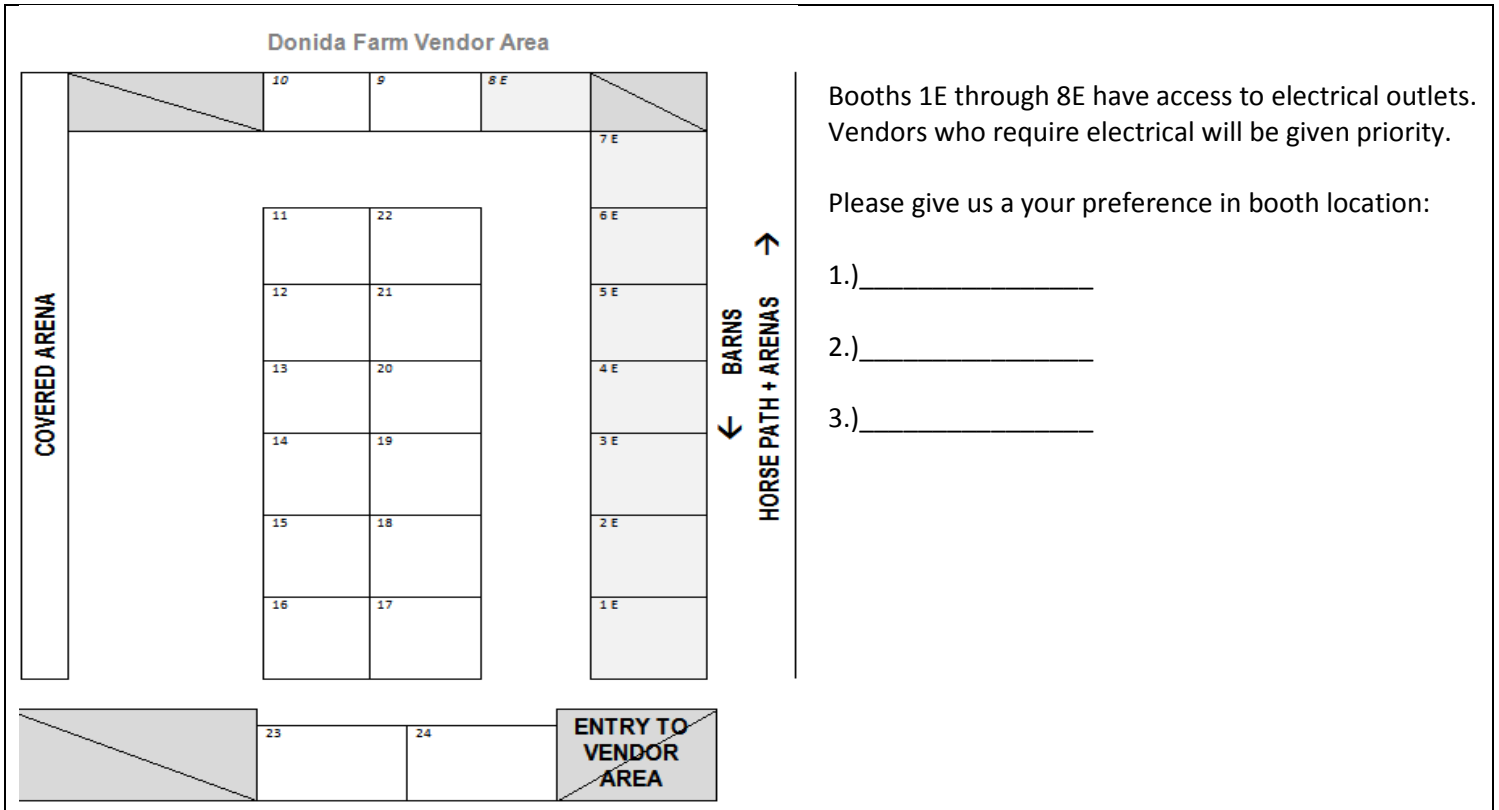 Donida Farm Vendor Area
10
9
8 E
7 E
11
22
6 E
12
21
5 E
13
20
4 E
14
19
3 E
15
18
2 E
16
17
1 E
23
24
ENTRY TO
VENDOR
AREA
COVERED ARENA
← BARNS
HORSE PATH + ARENAS →
Booths 1E through 8E have access to electrical outlets.
Vendors who require electrical will be given priority.
Please give us a your preference in booth location:
1.)________________
2.)________________
3.)________________